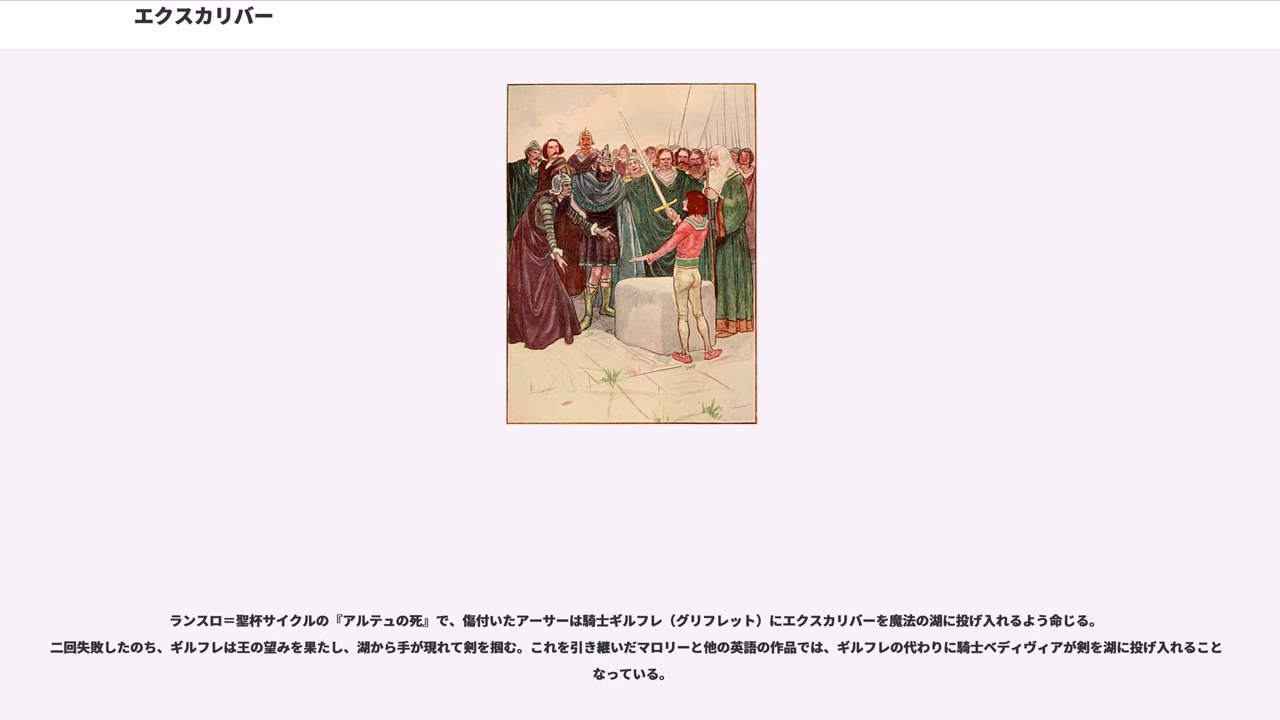 エクスカリバー
ランスロ＝聖杯サイクルの『アルテュの死』で、傷付いたアーサーは騎士ギルフレ（グリフレット）にエクスカリバーを魔法の湖に投げ入れるよう命じる。
二回失敗したのち、ギルフレは王の望みを果たし、湖から手が現れて剣を掴む。これを引き継いだマロリーと他の英語の作品では、ギルフレの代わりに騎士ベディヴィアが剣を湖に投げ入れること
なっている。